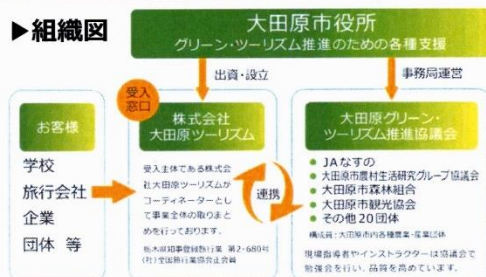 ▶組織図
大田原市役所
グリーン・ツーリズム推進のための各種支援
出資・設立
事務局運営
お客様
学校
旅行会社
企業
団体 等
受入
窓口
株式会社
大田原ツーリズム
受入主体である株式会
社大田原ツーリズムが
コーディネーターとし
て事業全体の取りまと
めを行っております。
栃木県知事登録旅行業 第2-680号
(社)全国旅行業協会正会員
連携
大田原グリーン・
ツーリズム推進協議会
● JAなすの
● 大田原市農村生活研究グループ協議会
● 大田原市森林組合
● 大田原市観光協会
● その他20団体
構成員：大田原市内各種農業・産業団体
現場指導者やインストラクターは協議会で
勉強会を行い、品質を高めています。